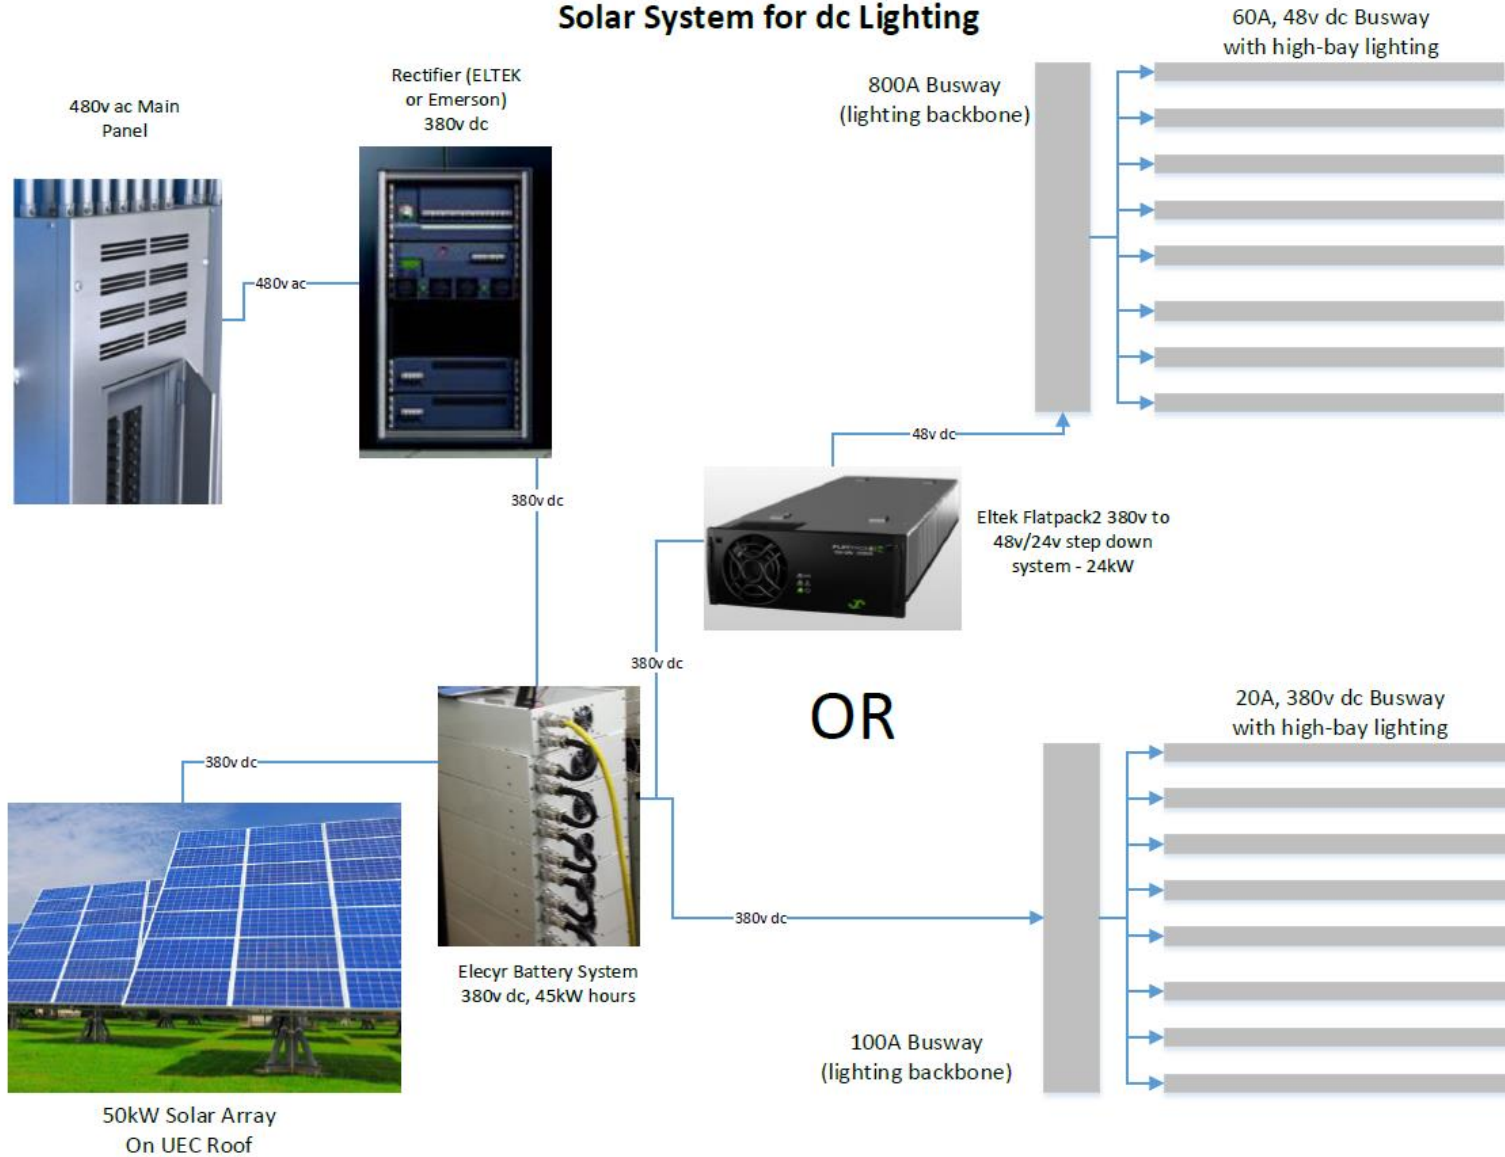 Solar System for dc Lighting
60A, 48v dc Busway
with high-bay lighting
800A Busway
(lighting backbone)
Rectifier (ELTEK
or Emerson)
380v dc
480v ac Main
Panel
480v ac
48v dc
380v dc
Eltek Flatpack2 380v to
48v/24v step down
system - 24kW
380v dc
OR
20A, 380v dc Busway
with high-bay lighting
380v dc
380v dc
Elecyr Battery System
380v dc, 45kW hours
100A Busway
(lighting backbone)
50kW Solar Array
On UEC Roof